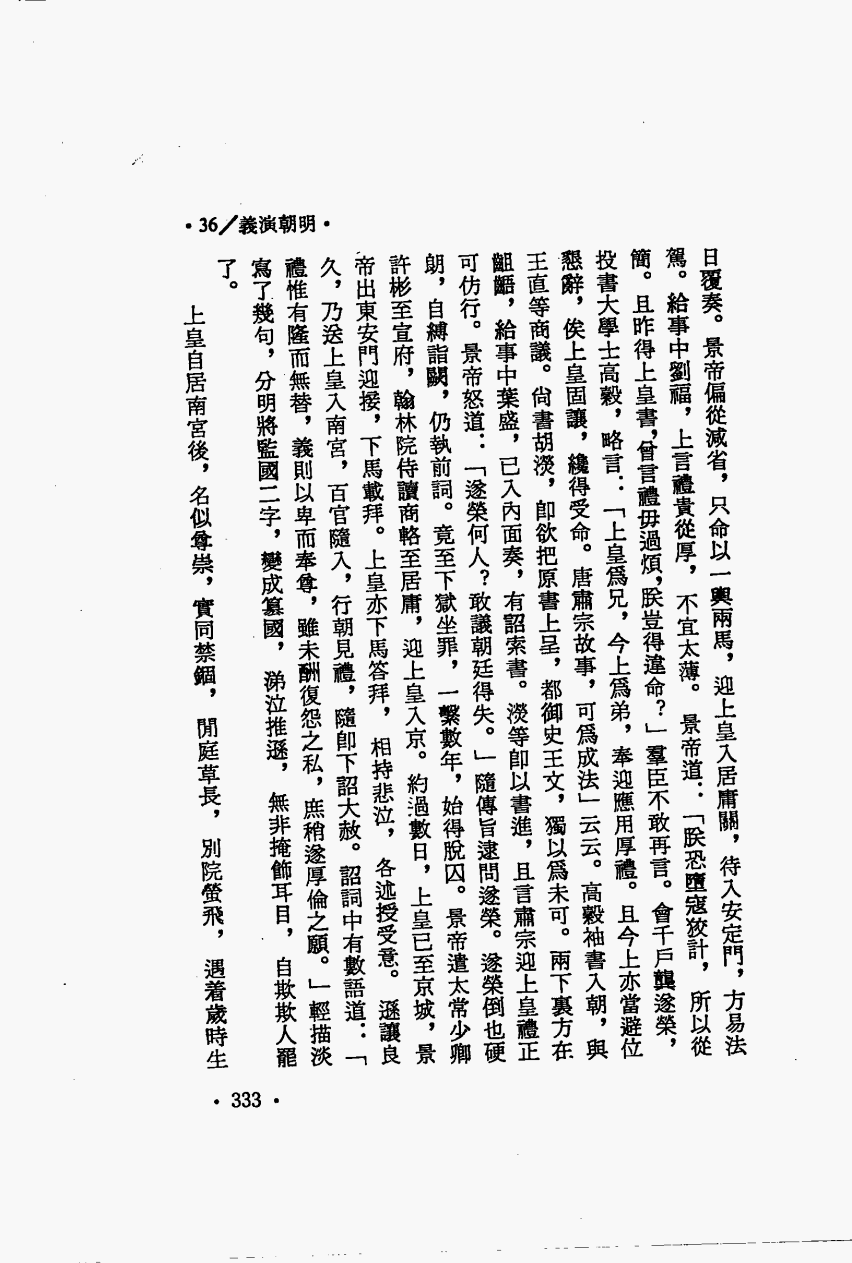 •36／義演朝明•
日覆奏。景帝偏從減省，只命以一輿兩馬，迎上皇入居庸關，待入安定門，方易法
駕。給事中劉福，上言禮貴從厚，不宜太薄。景帝道：「朕恐墮寇狡計，所以從
簡。且昨得上皇書，曾言禮毋過煩，朕豈得違命？」羣臣不敢再言。會千戶龔遂榮，
投書大學士高穀，略言：「上皇爲兄，今上爲弟，奉迎應用厚禮。且今上亦當避位
懇辭，俟上皇固讓，纔得受命。唐肅宗故事，可爲成法」云云。高穀袖書入朝，與
王直等商議。尙書胡濙，卽欲把原書上呈，都御史王文，獨以爲未可。兩下裏方在
齟齬，給事中葉盛，已入內面奏，有詔索書。濙等卽以書進，且言肅宗迎上皇禮正
可仿行。景帝怒道：「遂榮何人？敢議朝廷得失。」隨傳旨逮問遂榮。遂榮倒也硬
朗，自縛詣闕，仍執前詞。竟至下獄坐罪，一繫數年，始得脫囚。景帝遣太常少卿
許彬至宣府，翰林院侍讀商輅至居庸，迎上皇入京。約過數日，上皇已至京城，景
帝出東安門迎接，下馬載拜。上皇亦下馬答拜，相持悲泣，各述授受意。遜讓良
久，乃送上皇入南宮，百官隨入，行朝見禮，隨卽下詔大赦。詔詞中有數語道：「
禮惟有隆而無替，義則以卑而奉尊，雖未酬復怨之私，庶稍遂厚倫之願。」輕描淡
寫了幾句，分明將監國二字，變成篡國，涕泣推遜，無非掩飾耳目，自欺欺人罷
了。
上皇自居南宮後，名似尊崇，實同禁錮，閒庭草長，別院螢飛，遇着歲時生
•333•